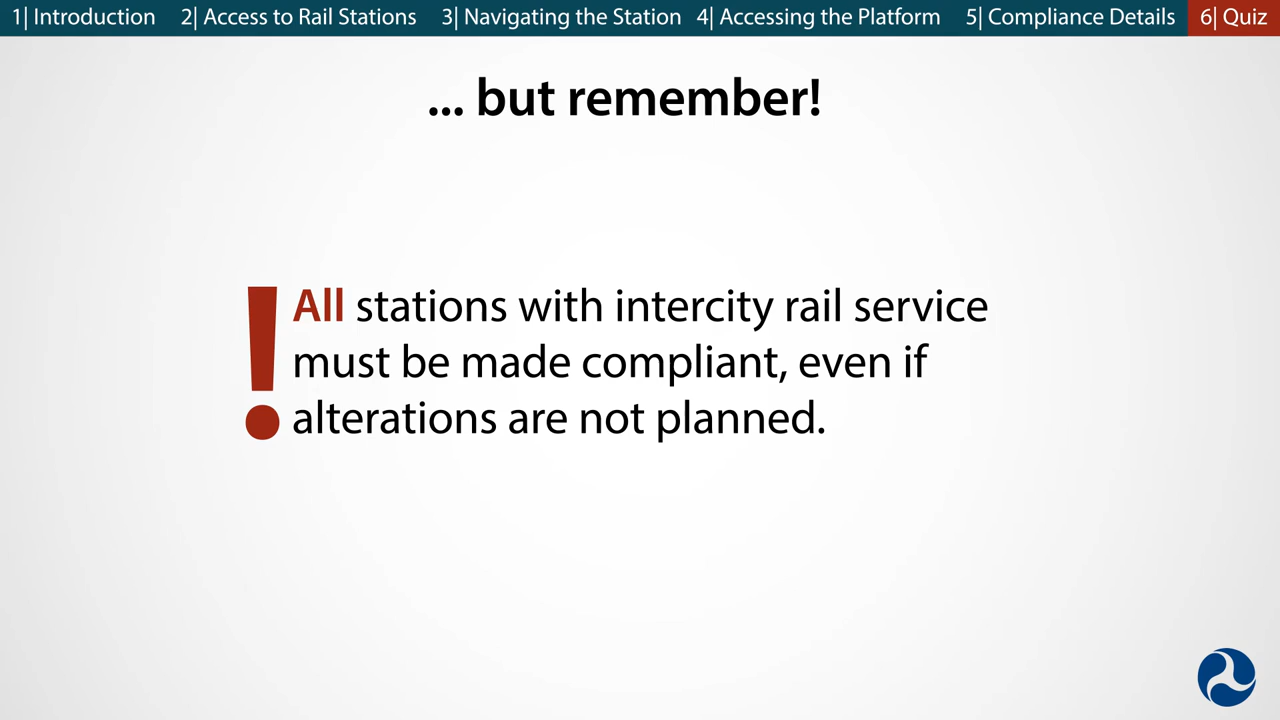 1| Introduction 2| Access to Rail Stations 3| Navigating the Station 4| Accessing the Platform 5| Compliance Details 6| Quiz
... but remember!
! All stations with intercity rail service
must be made compliant, even if
alterations are not planned.